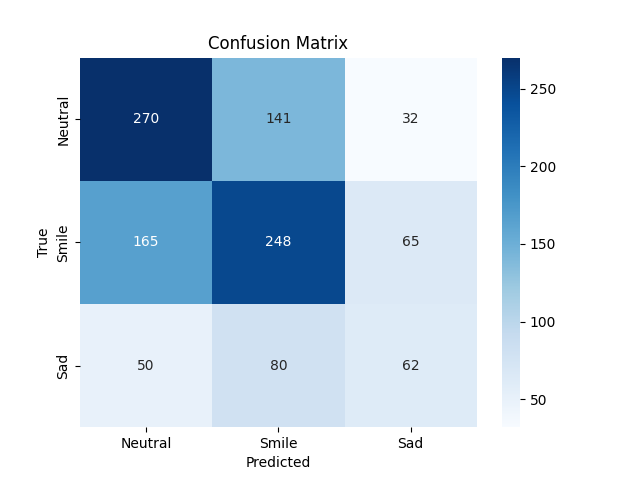 Confusion Matrix
Neutral 270 141 32
True
Smile 165 248 65
Sad 50 80 62
Neutral Smile Sad
Predicted
250
200
150
100
50